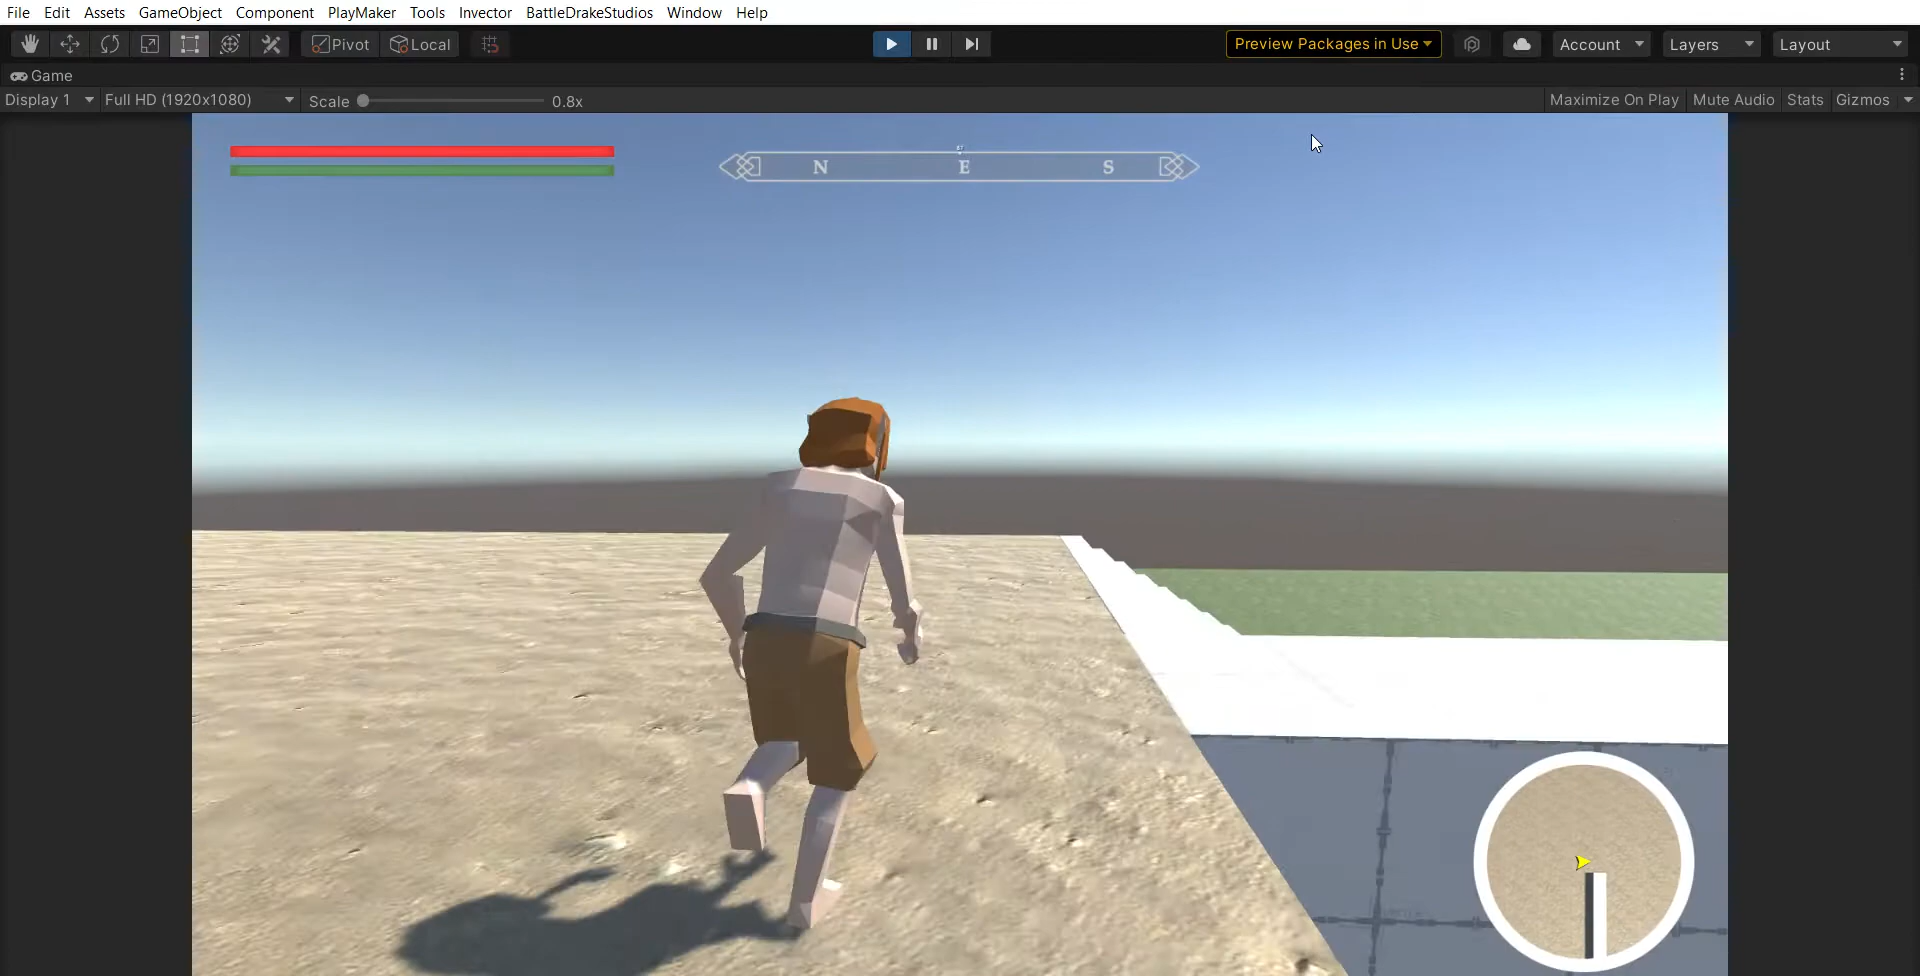 File Edit Assets GameObject Component PlayMaker Tools Invector BattleDrakeStudios Window Help
Pivot Local Preview Packages in Use Account Layers Layout
Game
Display 1 Full HD (1920x1080) Scale 0.8x Maximize On Play Mute Audio Stats Gizmos
N E S